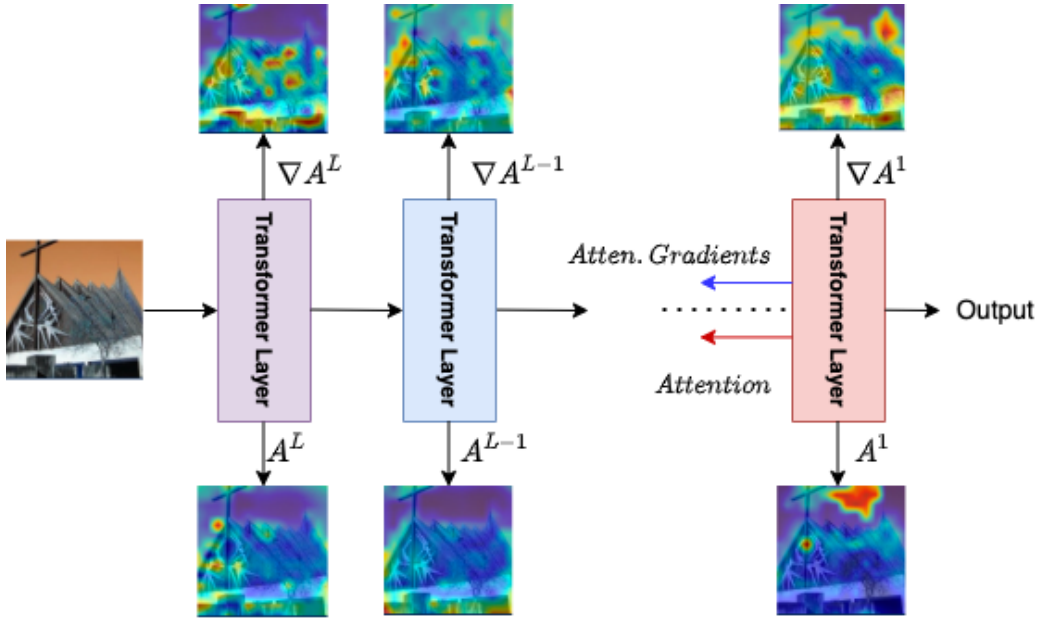 ∇A^L
∇A^{L-1}
∇A^1
Transformer Layer
Transformer Layer
Transformer Layer
Atten. Gradients
Output
Attention
A^L
A^{L-1}
A^1